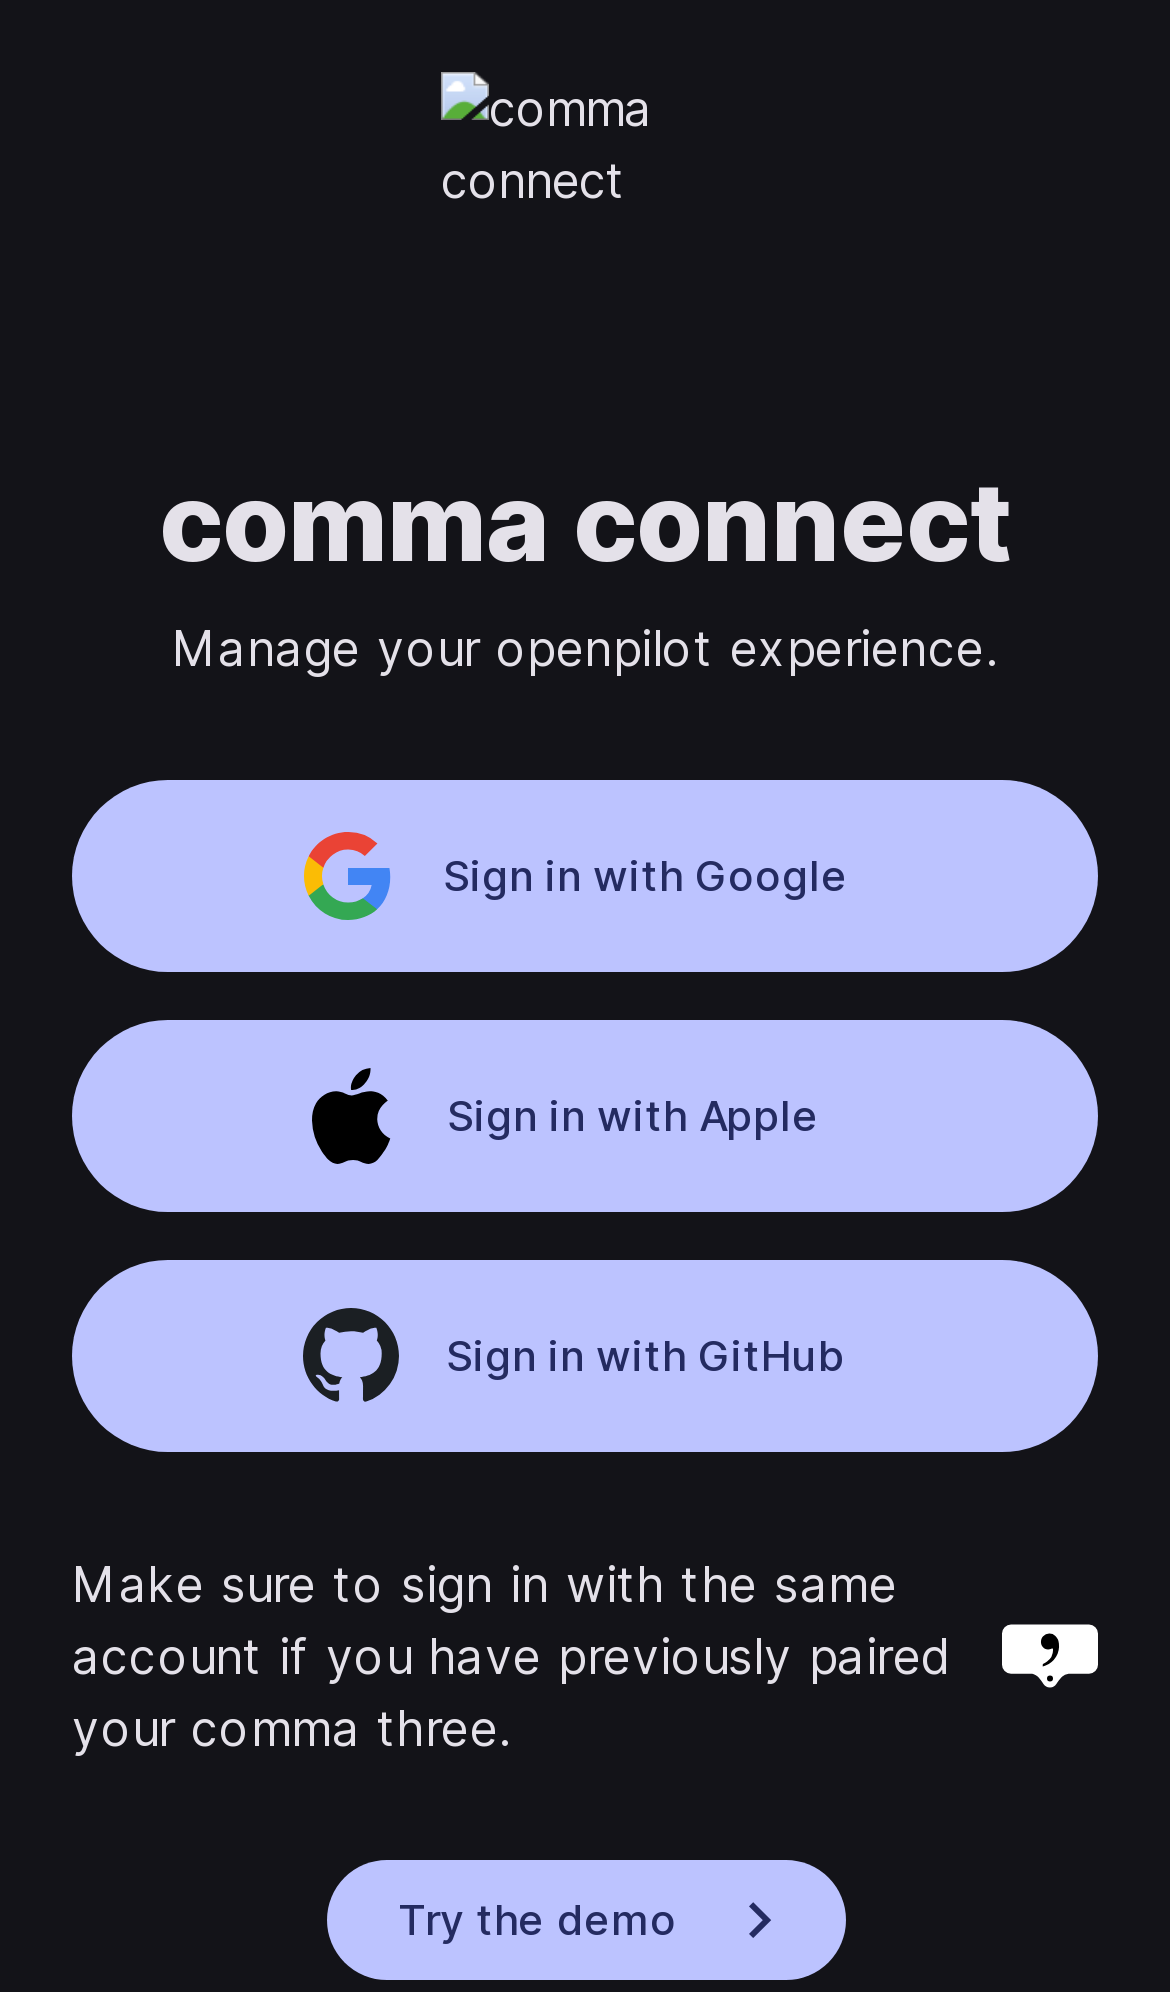 comma
connect
comma connect
Manage your openpilot experience.
Sign in with Google
Sign in with Apple
Sign in with GitHub
Make sure to sign in with the same
account if you have previously paired
your comma three.
Try the demo